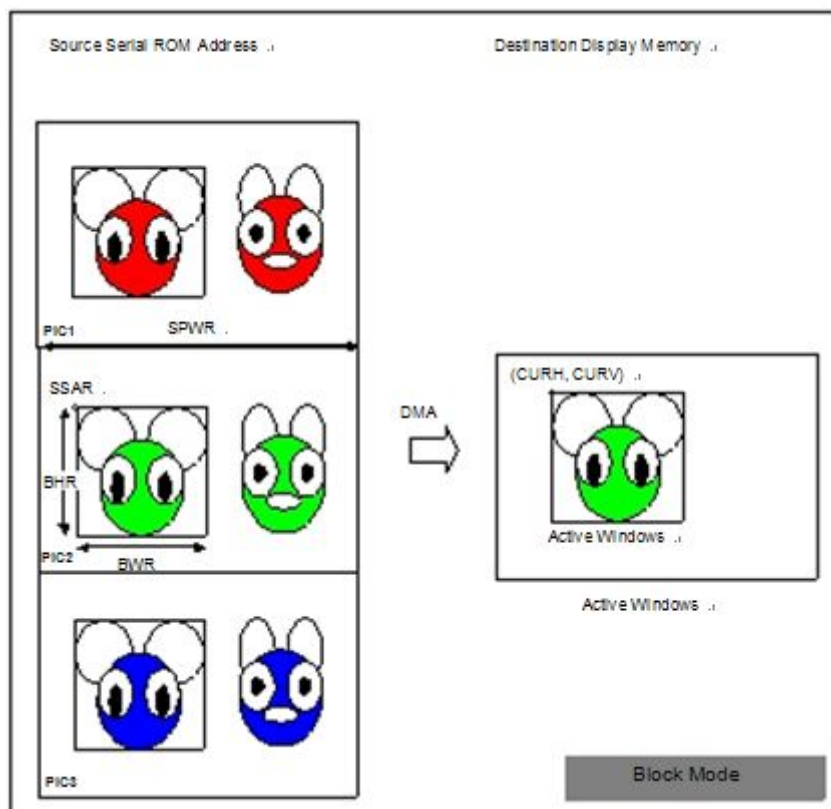 Source Serial ROM Address
Destination Display Memory
PIC1
SPWR
SSAR
BHR
PIC2
BWR
DMA
(CURH, CURV)
Active Windows
Active Windows
PIC3
Block Mode